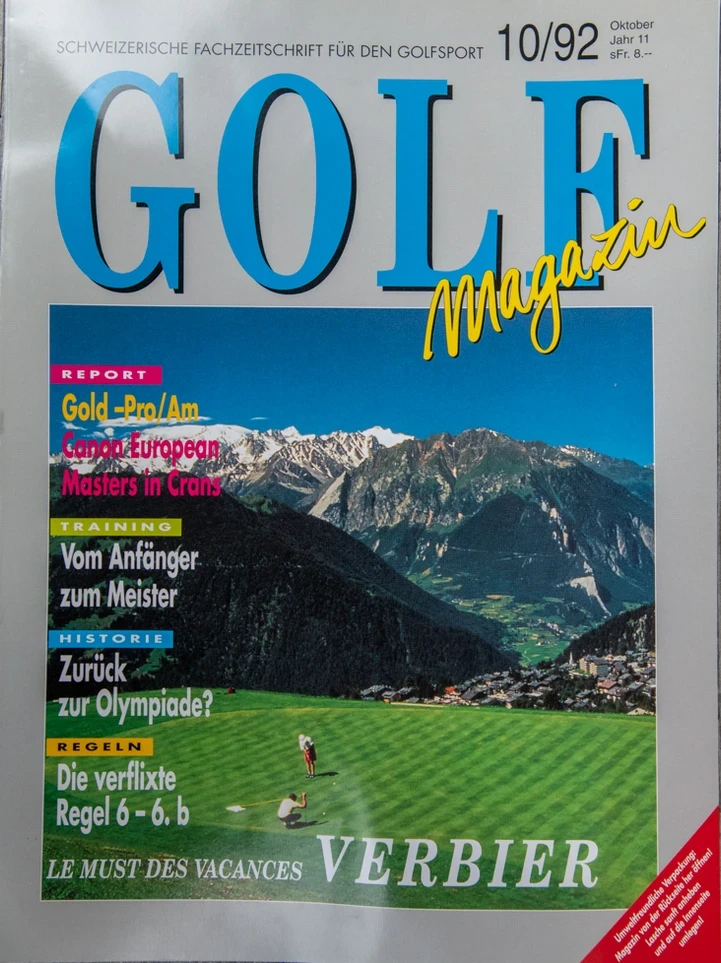 SCHWEIZERISCHE FACHZEITSCHRIFT FÜR DEN GOLFSPORT
10/92
Oktober
Jahr 11
sFr. 8.--
GOLF
Magazin
REPORT
Gold –Pro/Am
Canon European
Masters in Crans
TRAINING
Vom Anfänger
zum Meister
HISTORIE
Zurück
zur Olympiade?
REGELN
Die verflixte
Regel 6 – 6. b
LE MUST DES VACANCES VERBIER
Umweltfreundliche Verpackung:
Magazin von der Rückseite her öffnen!
Lasche sanft anheben
und auf die Innenseite
umlegen!